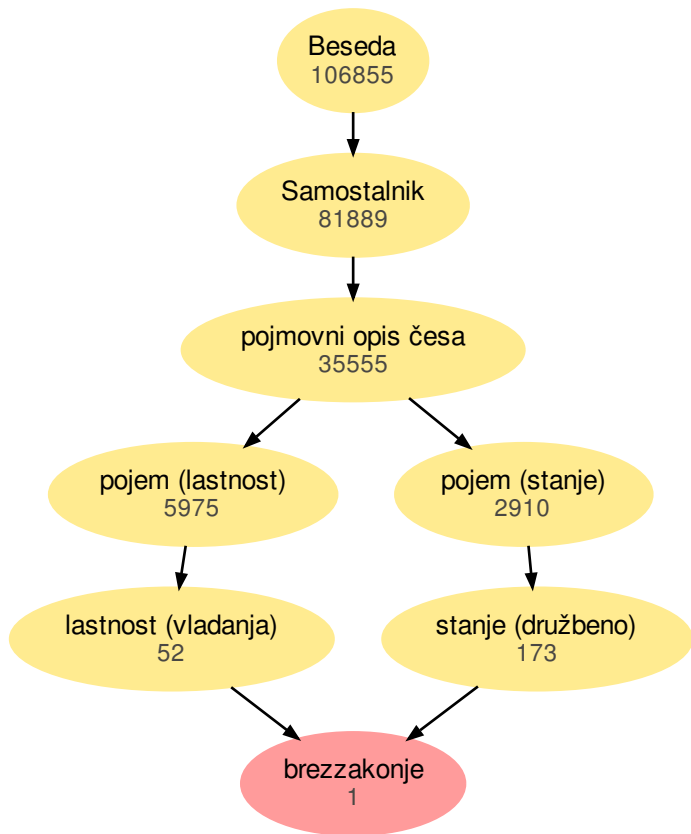 Beseda
106855
Samostalnik
81889
pojmovni opis česa
35555
pojem (lastnost)
5975
pojem (stanje)
2910
lastnost (vladanja)
52
stanje (družbeno)
173
brezzakonje
1